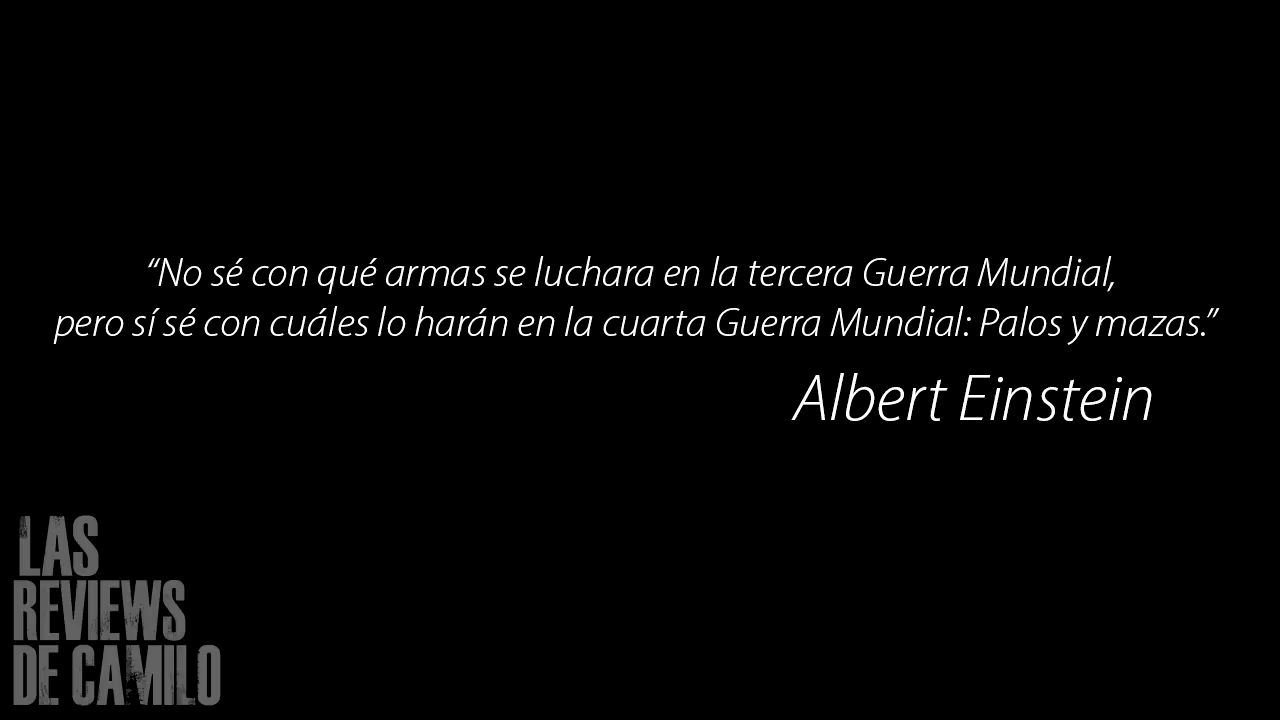 “No sé con qué armas se luchara en la tercera Guerra Mundial,
pero sí sé con cuáles lo harán en la cuarta Guerra Mundial: Palos y mazas.”
Albert Einstein
LAS
REVIEWS
DE CAMILO